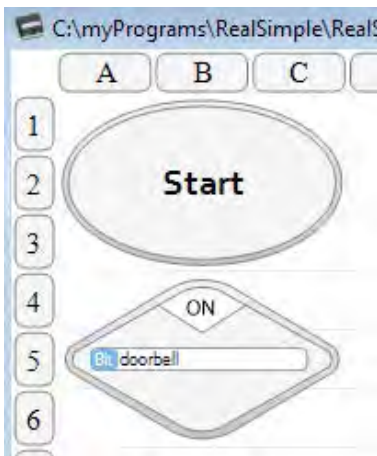 C:\myPrograms\RealSimple\RealS
A B C
1
2 Start
3
4 ON
5 Bit doorbell
6